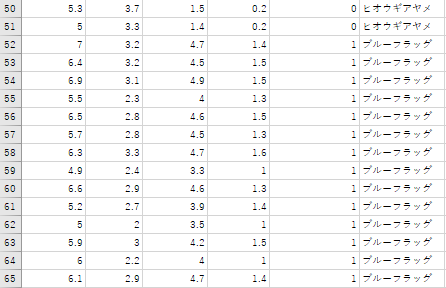 50 5.3 3.7 1.5 0.2 0 ヒオウギアヤメ
51 5 3.3 1.4 0.2 0 ヒオウギアヤメ
52 7 3.2 4.7 1.4 1 ブルーフラッグ
53 6.4 3.2 4.5 1.5 1 ブルーフラッグ
54 6.9 3.1 4.9 1.5 1 ブルーフラッグ
55 5.5 2.3 4 1.3 1 ブルーフラッグ
56 6.5 2.8 4.6 1.5 1 ブルーフラッグ
57 5.7 2.8 4.5 1.3 1 ブルーフラッグ
58 6.3 3.3 4.7 1.6 1 ブルーフラッグ
59 4.9 2.4 3.3 1 1 ブルーフラッグ
60 6.6 2.9 4.6 1.3 1 ブルーフラッグ
61 5.2 2.7 3.9 1.4 1 ブルーフラッグ
62 5 2 3.5 1 1 ブルーフラッグ
63 5.9 3 4.2 1.5 1 ブルーフラッグ
64 6 2.2 4 1 1 ブルーフラッグ
65 6.1 2.9 4.7 1.4 1 ブルーフラッグ